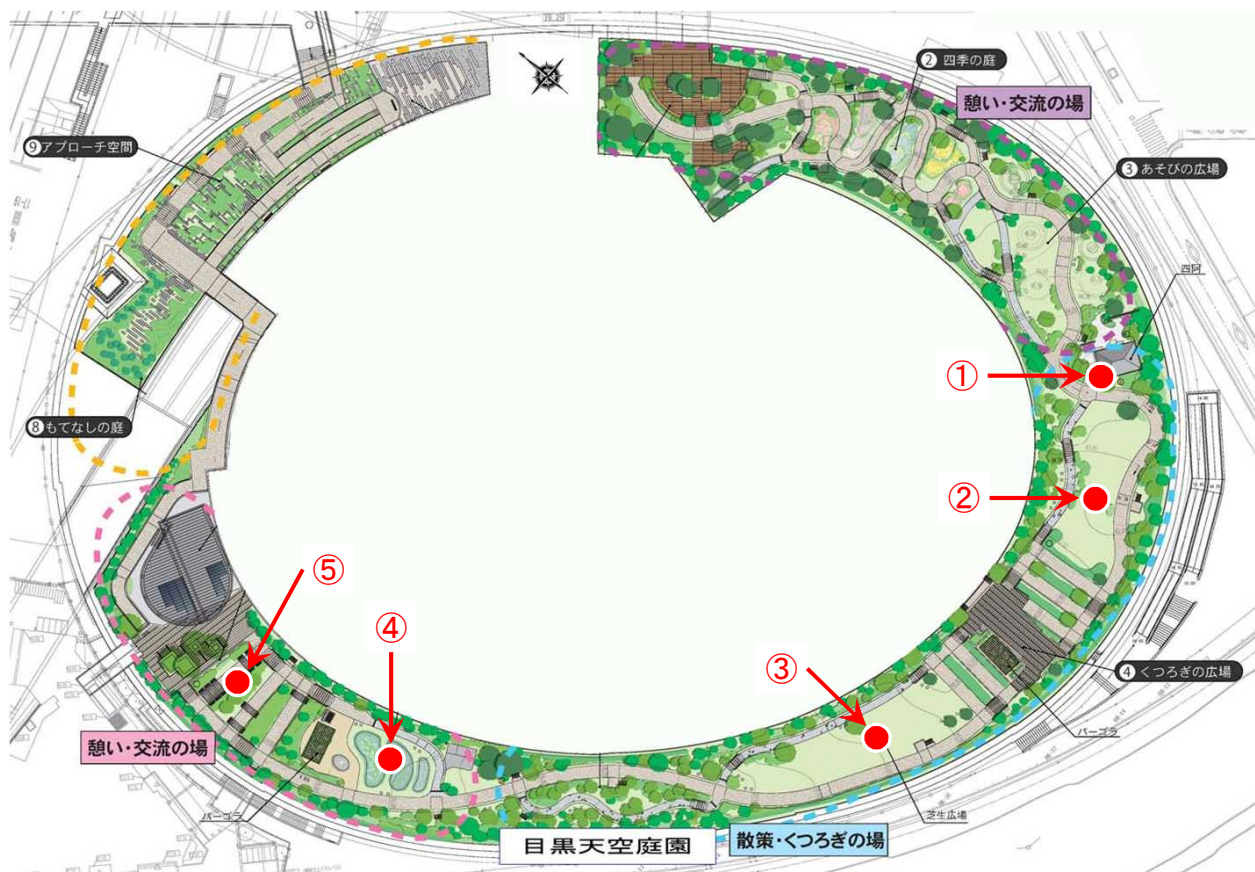 ② 四季の庭
憩い・交流の場
⑨アプローチ空間
③ あそびの広場
四阿
①
⑧もてなしの庭
②
⑤
④
③
④ くつろぎの広場
パーゴラ
憩い・交流の場
パーゴラ
芝生広場
目黒天空庭園
散策・くつろぎの場